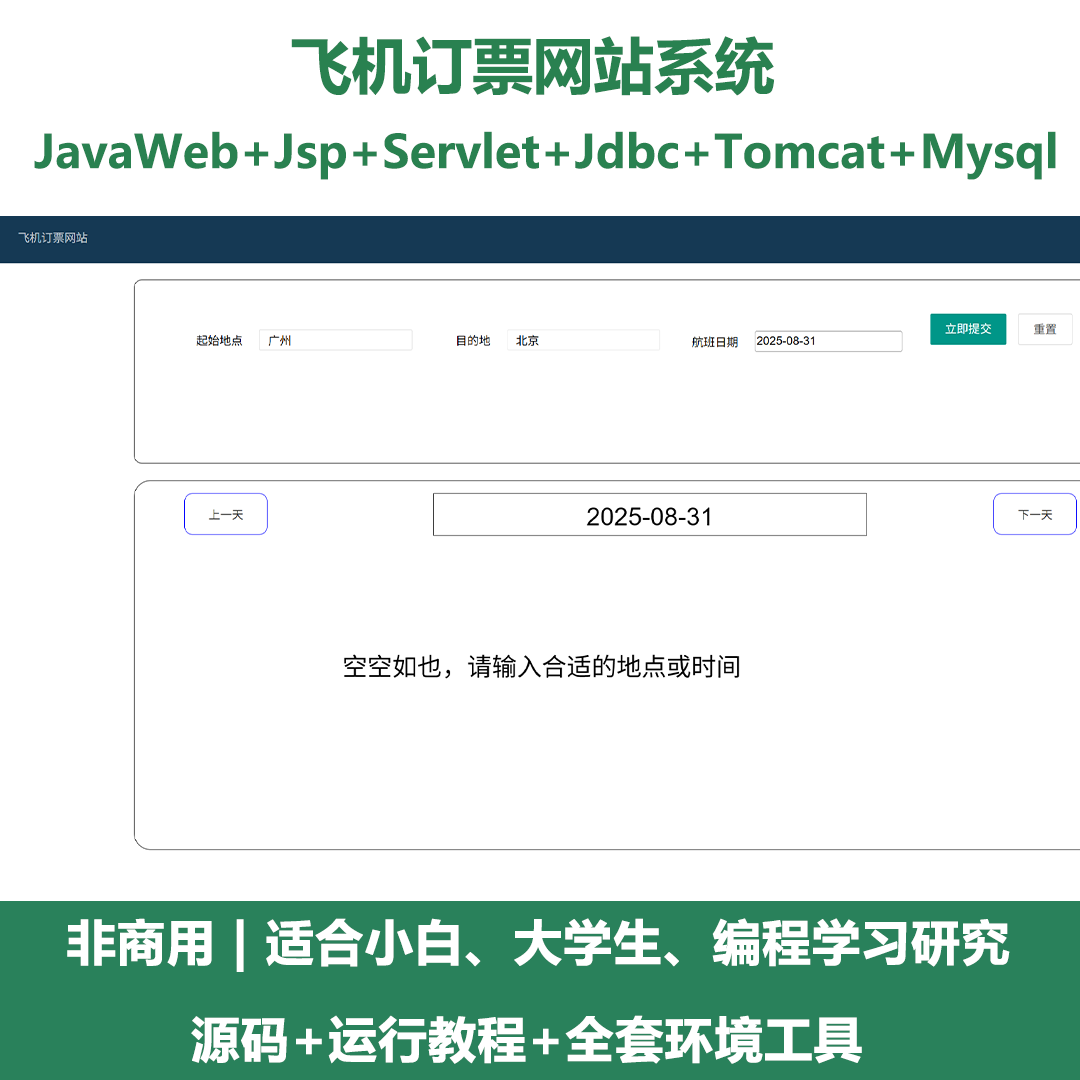 飞机订票网站系统
JavaWeb+Jsp+Servlet+Jdbc+Tomcat+Mysql
飞机订票网站
起始地点 广州 目的地 北京 航班日期 2025-08-31 立即提交 重置
上一天 2025-08-31 下一天
空空如也，请输入合适的地点或时间
非商用｜适合小白、大学生、编程学习研究
源码+运行教程+全套环境工具